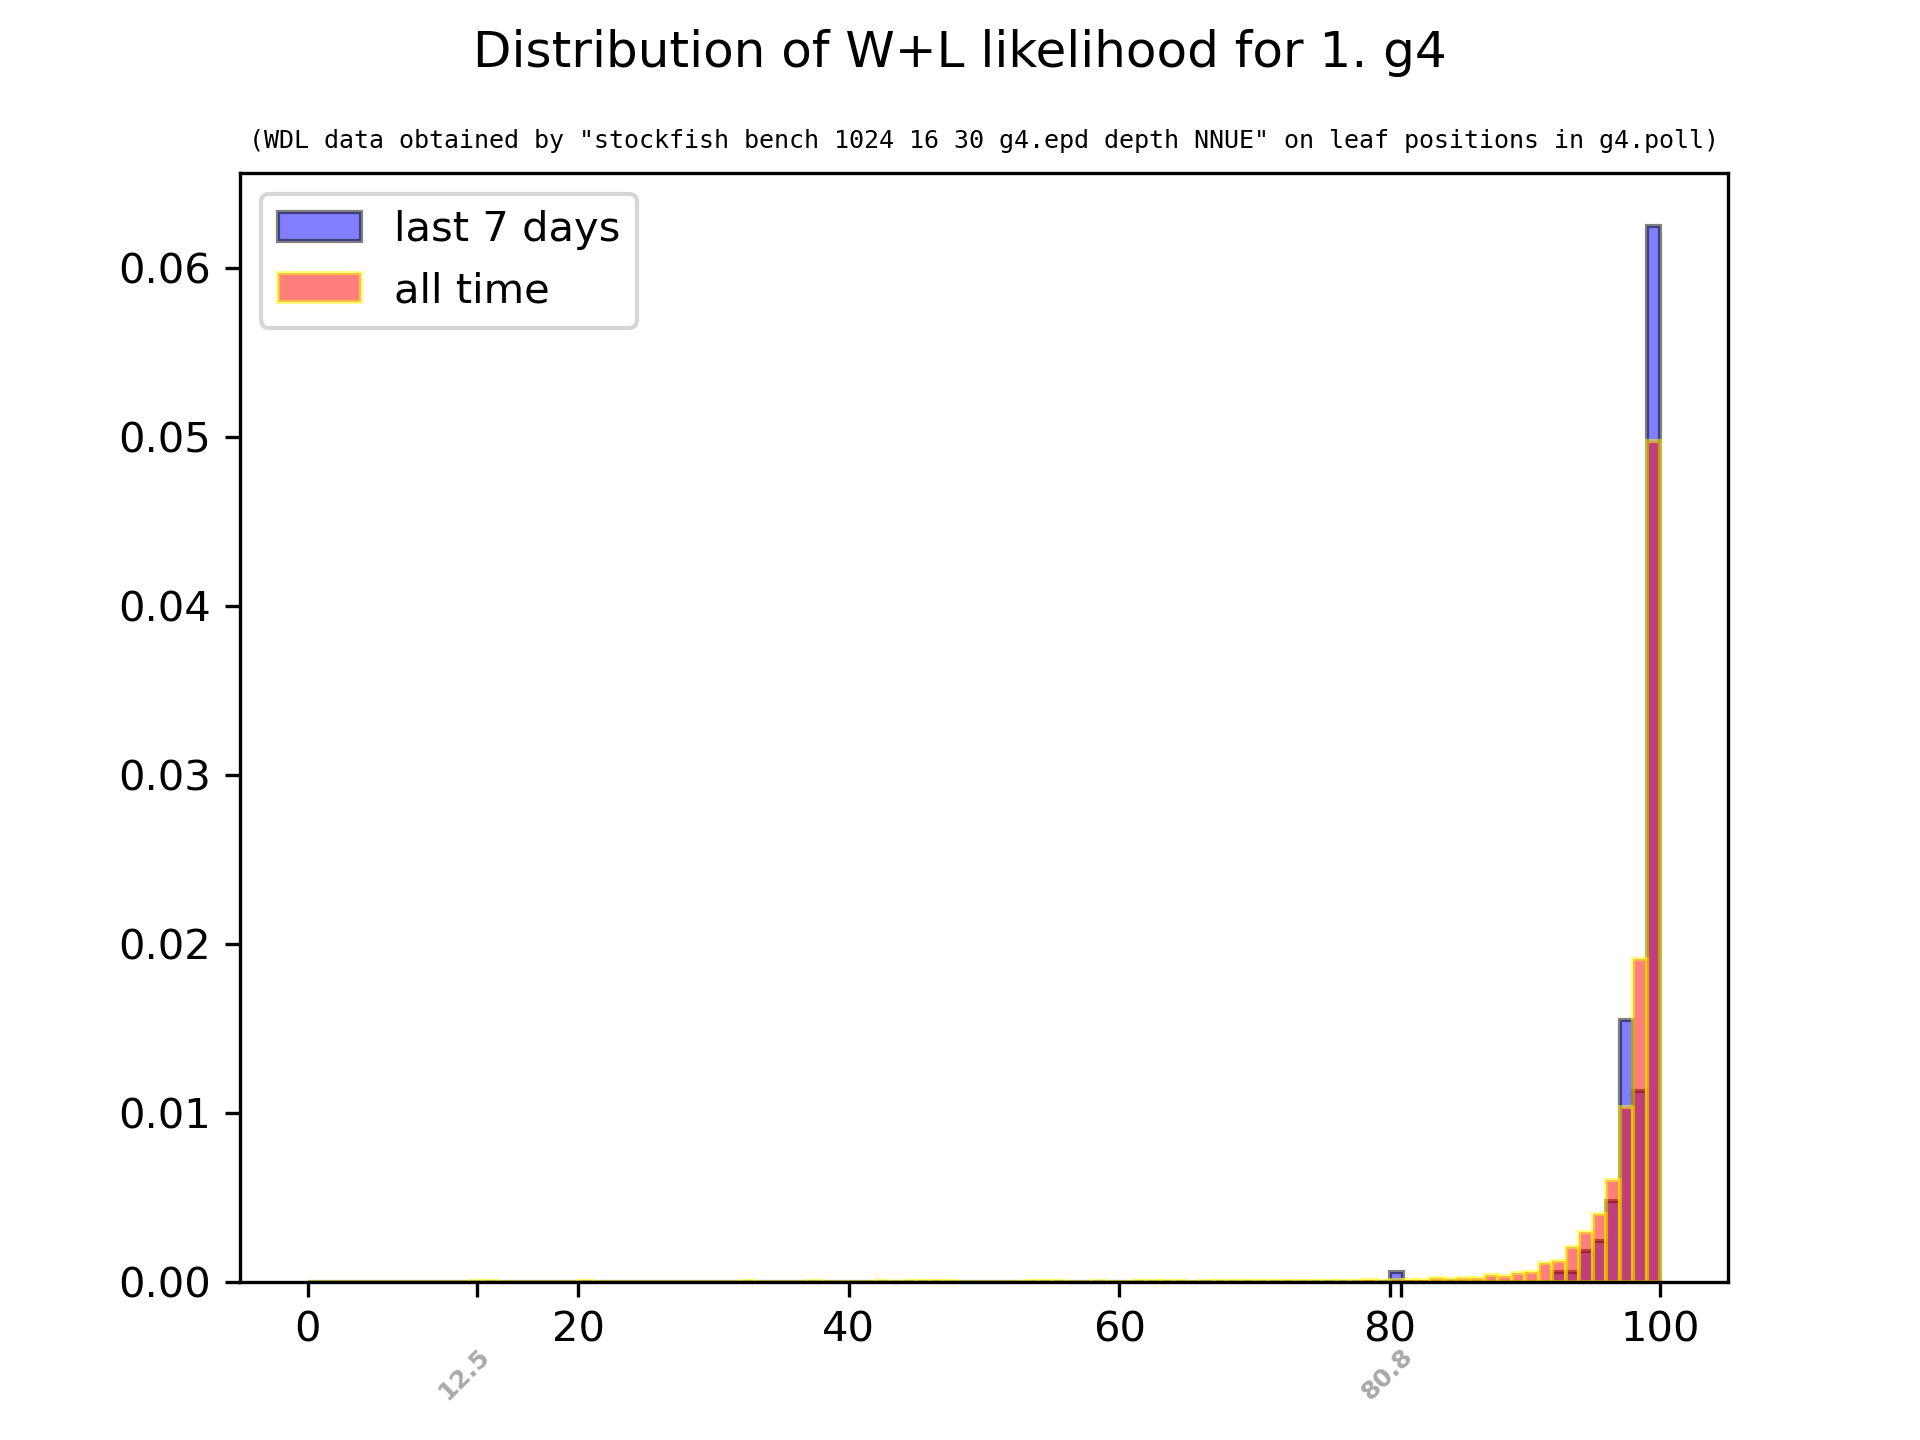 Distribution of W+L likelihood for 1. g4
(WDL data obtained by "stockfish bench 1024 16 30 g4.epd depth NNUE" on leaf positions in g4.poll)
last 7 days
all time
0.06
0.05
0.04
0.03
0.02
0.01
0.00
0 20 40 60 80 100
12.5 80.8